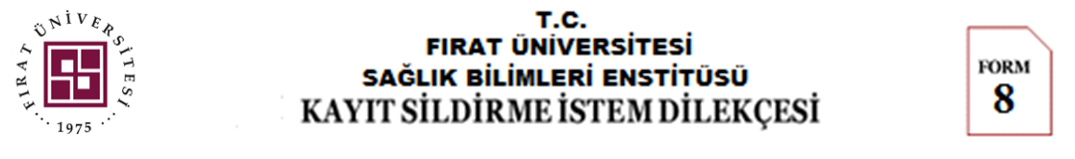 FIRAT ÜNİVERSİTESİ
1975
T.C.
FIRAT ÜNİVERSİTESİ
SAĞLIK BİLİMLERİ ENSTİTÜSÜ
KAYIT SİLDİRME İSTEM DİLEKÇESİ
FORM
8